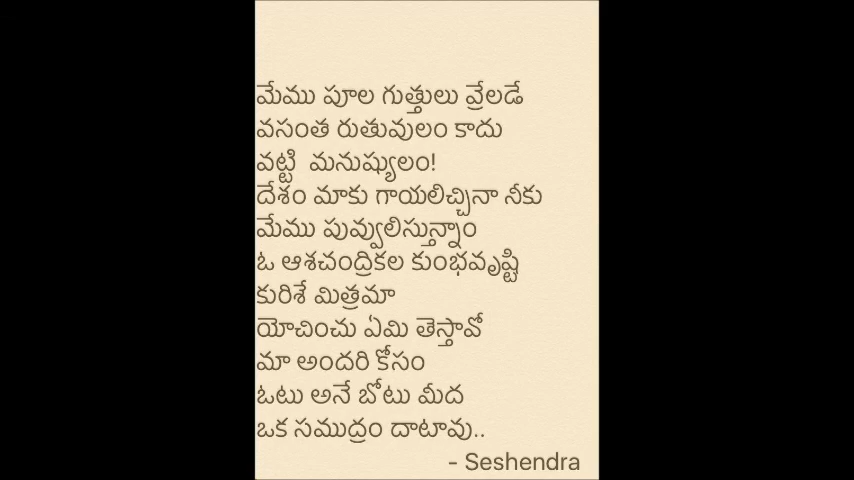 మేము పూల గుత్తులు వ్రేలడే
వసంత రుతువులం కాదు
వట్టి  మనుష్యులం!
దేశం మాకు గాయలిచ్చినా నీకు
మేము పువ్వులిస్తున్నాం
ఓ ఆశచంద్రికల కుంభవృష్టి
కురిశే మిత్రమా
యోచించు ఏమి తెస్తావో
మా అందరి కోసం
ఓటు అనే బోటు మీద
ఒక సముద్రం దాటావు..
- Seshendra